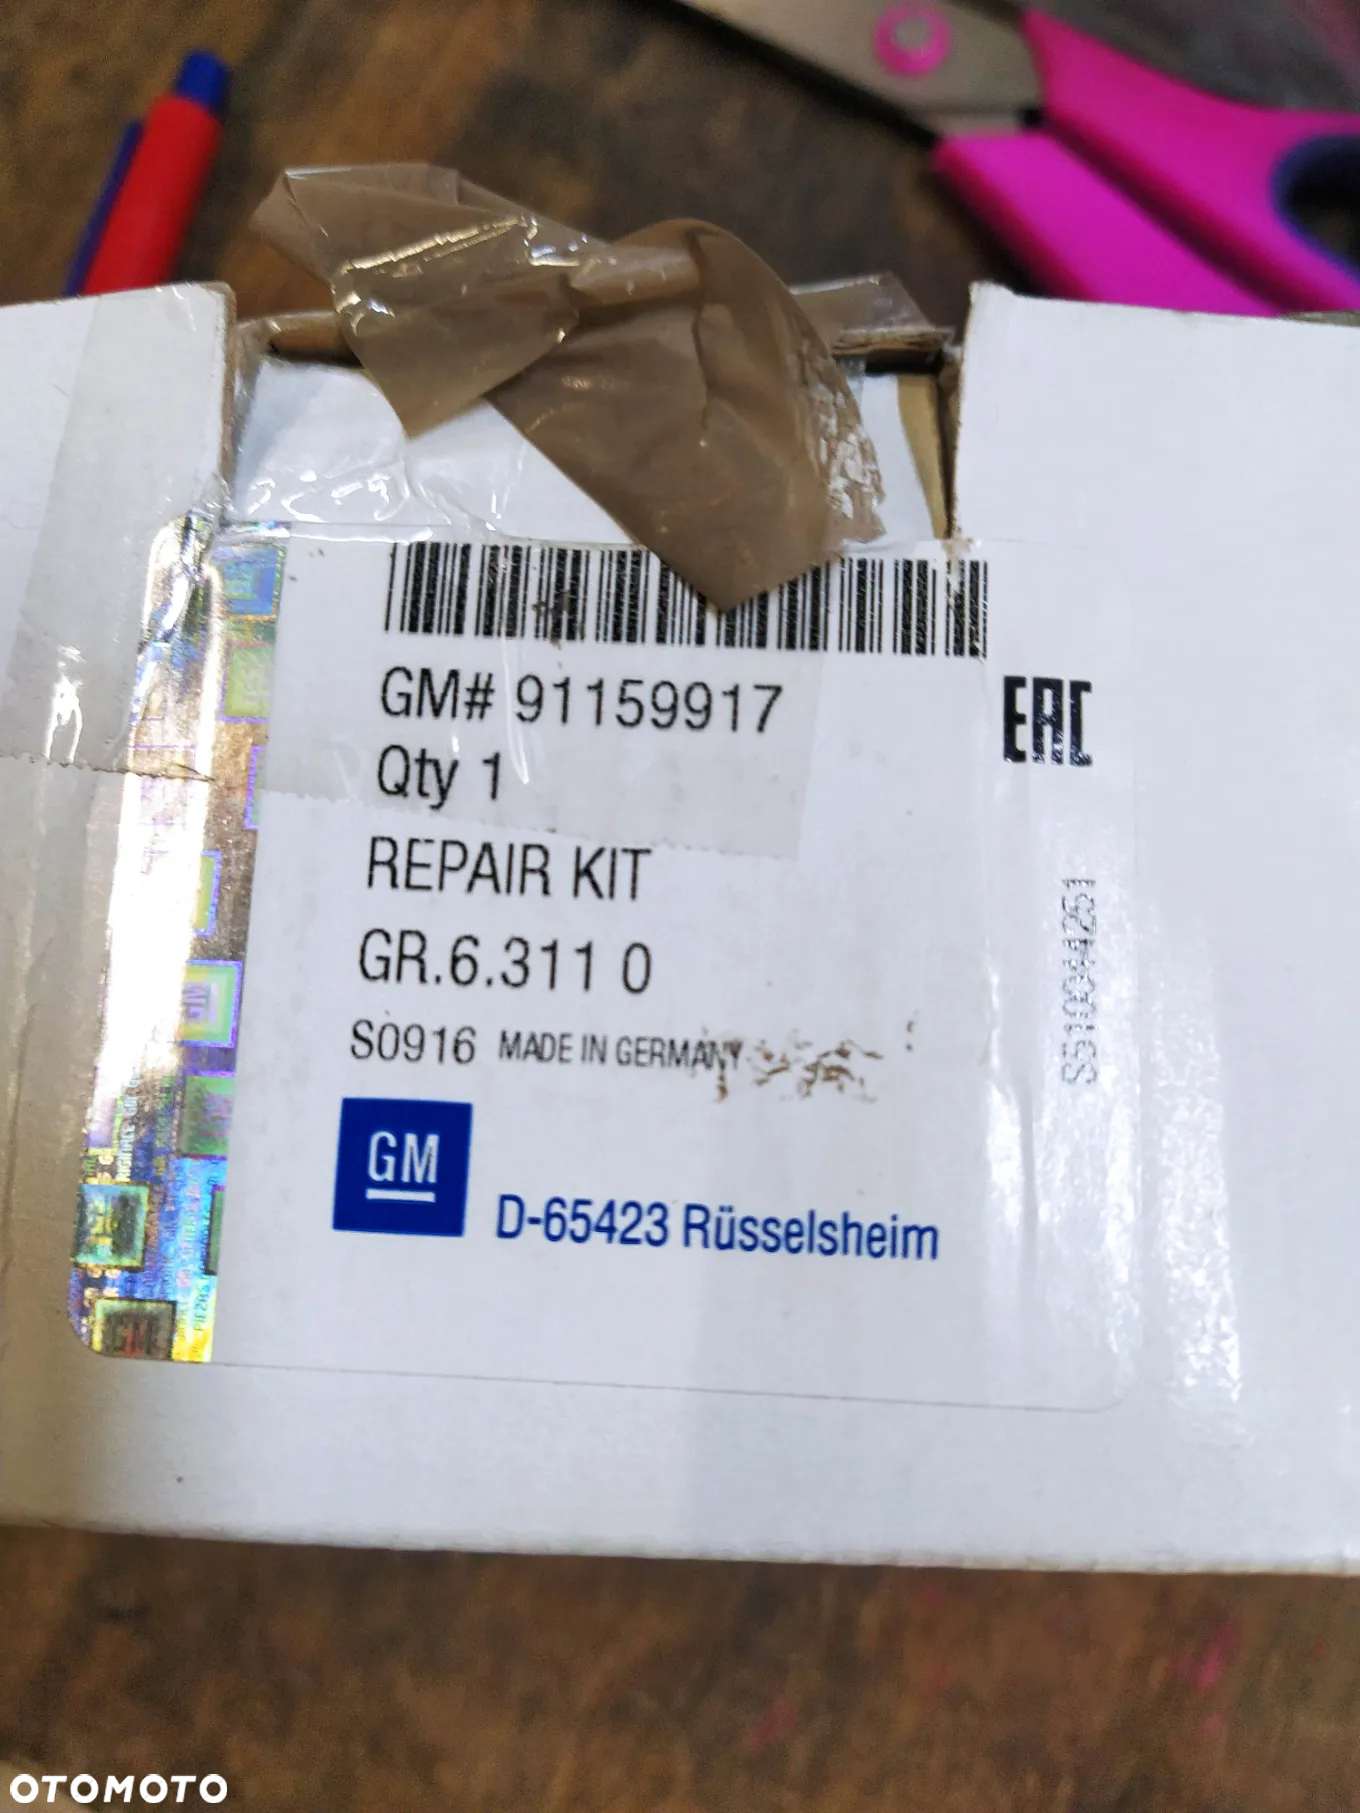 GM# 91159917
Qty 1
EAC
REPAIR KIT
GR.6.311 0
S0916 MADE IN GERMANY
S510044251
GM
D-65423 Rüsselsheim
OTOMOTO